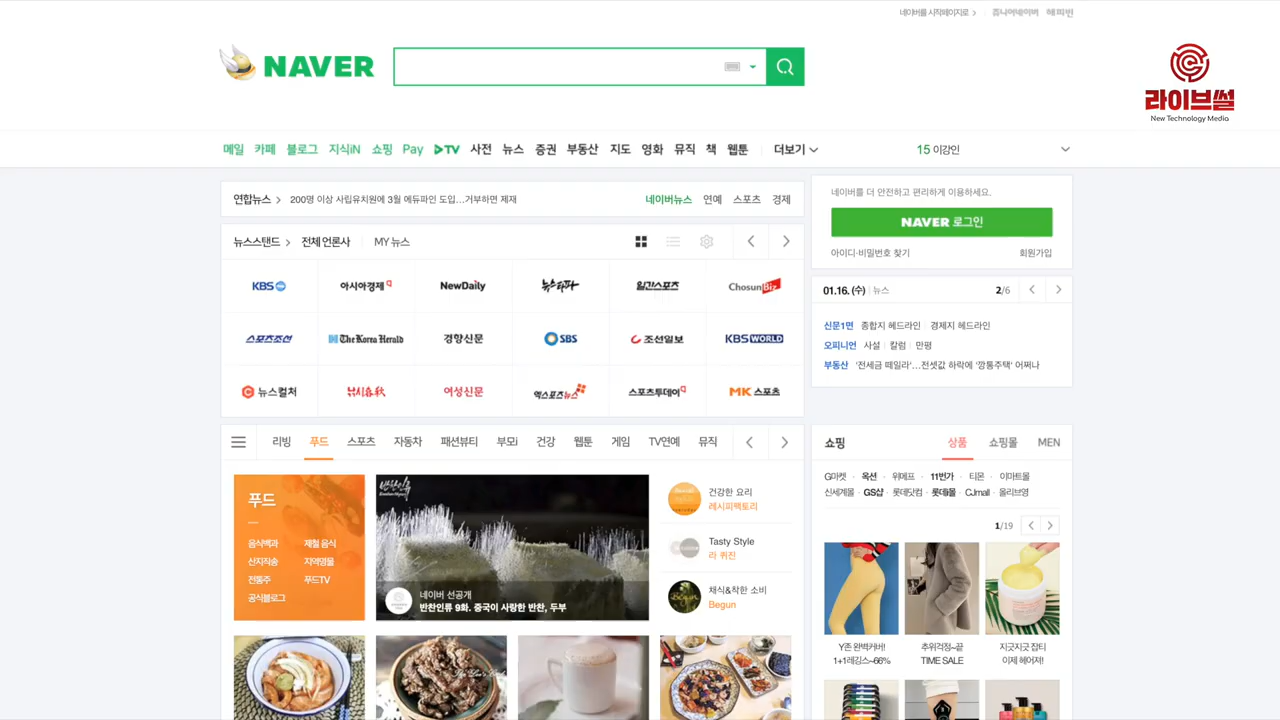 네이버를 시작페이지로 쥬니어네이버 해피빈
NAVER
라이브썰
New Technology Media
메일 카페 블로그 지식iN 쇼핑 Pay TV 사전 뉴스 증권 부동산 지도 영화 뮤직 책 웹툰 더보기
15 이강인
연합뉴스 200명 이상 사립유치원에 3월 에듀파인 도입...거부하면 제재
네이버뉴스 연예 스포츠 경제
네이버를 더 안전하고 편리하게 이용하세요.
NAVER 로그인
아이디·비밀번호 찾기 회원가입
뉴스스탠드 전체 언론사 MY 뉴스
KBS 아시아경제 NewDaily 뉴스타파 일간스포츠 ChosunBiz
스포츠조선 The Korea Herald 경향신문 SBS 조선일보 KBS WORLD
뉴스컬처 낚시春秋 여성신문 엑스포츠뉴스 스포츠투데이 MK 스포츠
01.16. (수) 뉴스 2/6
신문1면 종합지 헤드라인 경제지 헤드라인
오피니언 사설 칼럼 만평
부동산 '전세금 떼일라'...전셋값 하락에 '깡통주택' 어쩌나
리빙 푸드 스포츠 자동차 패션뷰티 부모i 건강 웹툰 게임 TV연예 뮤직
푸드
음식백과 제철 음식
산지직송 지역명물
전통주 푸드TV
공식블로그
반찬인류
네이버 선공개
반찬인류 9화. 중국이 사랑한 반찬, 두부
건강한 요리
레시피팩토리
Tasty Style
라 퀴진
채식&착한 소비
Begun
Begun
쇼핑 상품 쇼핑몰 MEN
G마켓 옥션 위메프 11번가 티몬 이마트몰
신세계몰 GS샵 롯데닷컴 롯데i몰 CJmall 올리브영
1/19
Y존 완벽커버!
1+1레깅스~66%
추위걱정~끝
TIME SALE
지긋지긋 잡티
이제 헤어져!